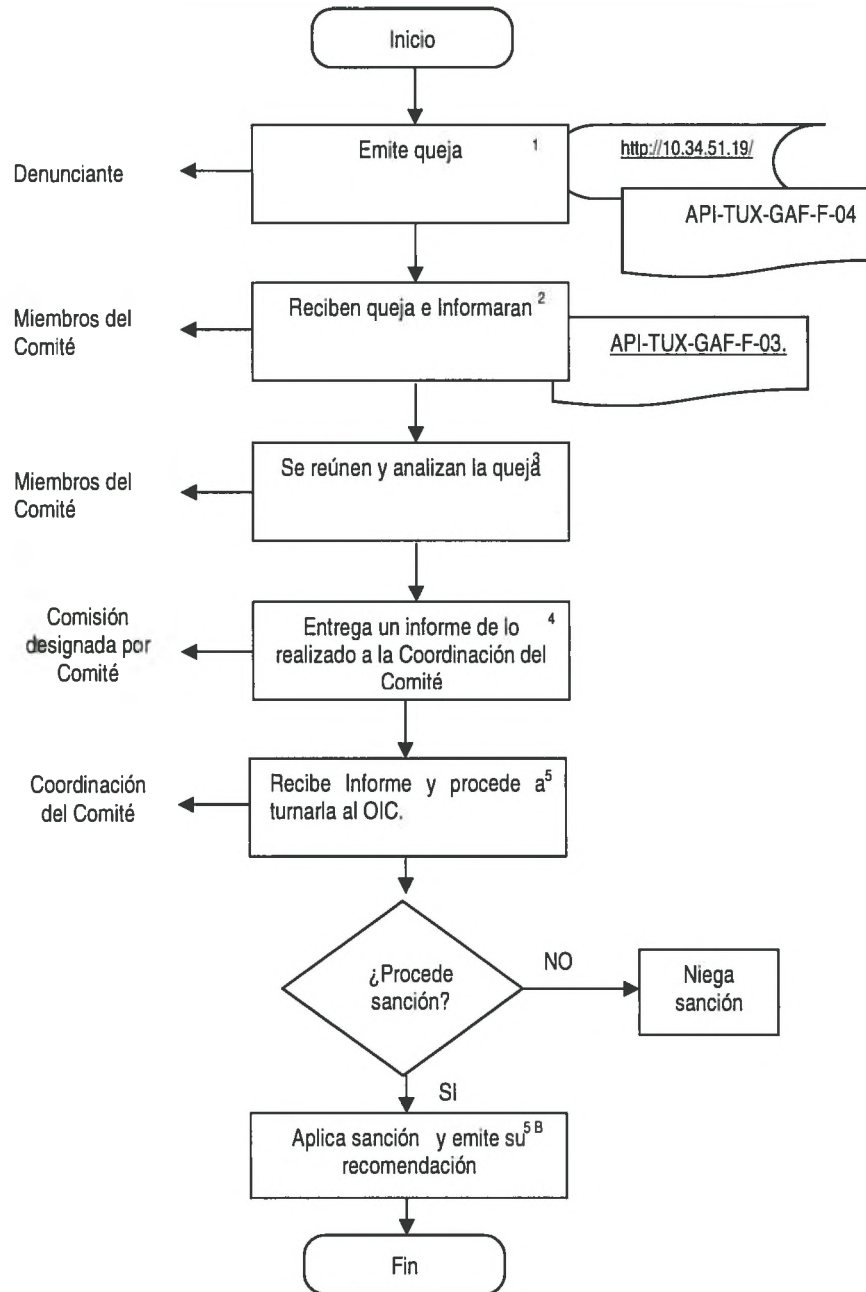 Inicio
Emite queja 1
http://10.34.51.19/
Denunciante
API-TUX-GAF-F-04
Reciben queja e Informaran 2
Miembros del
Comité
API-TUX-GAF-F-03.
Se reúnen y analizan la queja 3
Miembros del
Comité
Comisión
designada por
Comité
Entrega un informe de lo 4
realizado a la Coordinación del
Comité
Coordinación
del Comité
Recibe Informe y procede a 5
turnarla al OIC.
¿Procede
sanción?
NO
Niega
sanción
SI
Aplica sanción y emite su 5 B
recomendación
Fin